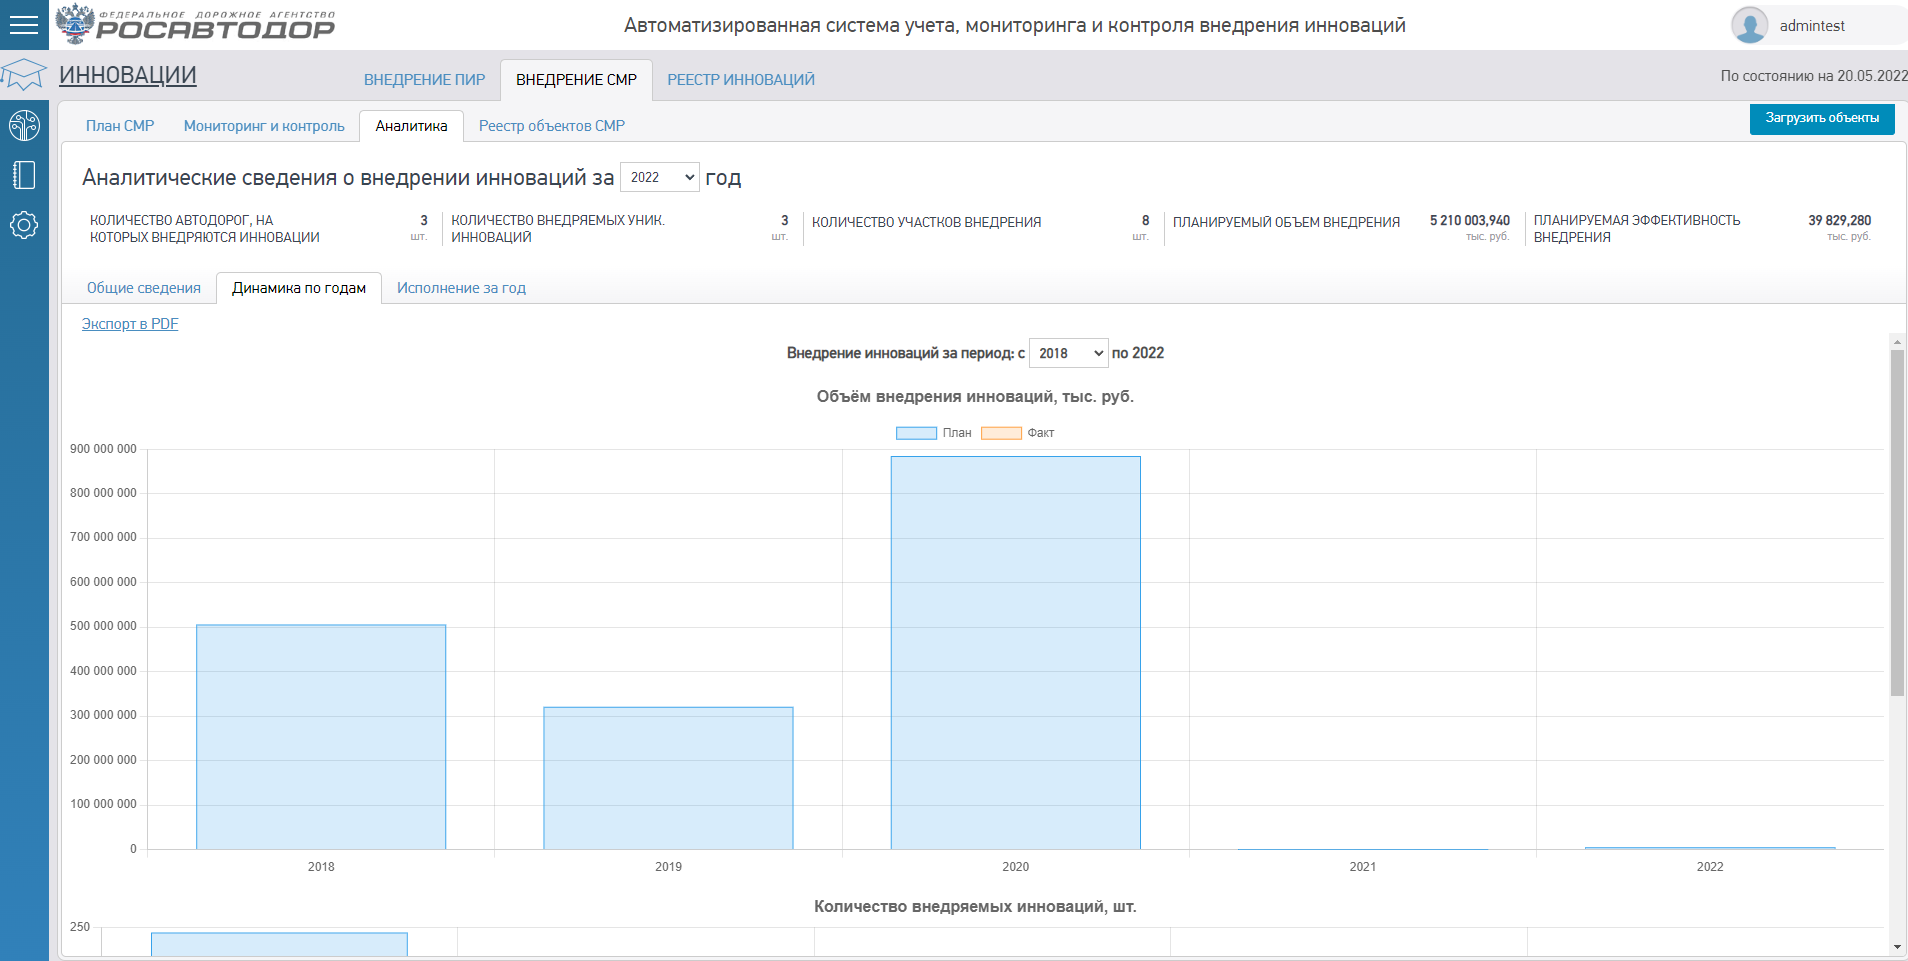 ФЕДЕРАЛЬНОЕ ДОРОЖНОЕ АГЕНТСТВО
РОСАВТОДОР
Автоматизированная система учета, мониторинга и контроля внедрения инноваций
admintest
ИННОВАЦИИ
ВНЕДРЕНИЕ ПИР
ВНЕДРЕНИЕ СМР
РЕЕСТР ИННОВАЦИЙ
По состоянию на 20.05.2022
План СМР
Мониторинг и контроль
Аналитика
Реестр объектов СМР
Загрузить объекты
Аналитические сведения о внедрении инноваций за 2022 год
КОЛИЧЕСТВО АВТОДОРОГ, НА
КОТОРЫХ ВНЕДРЯЮТСЯ ИННОВАЦИИ
3
шт.
КОЛИЧЕСТВО ВНЕДРЯЕМЫХ УНИК.
ИННОВАЦИЙ
3
шт.
КОЛИЧЕСТВО УЧАСТКОВ ВНЕДРЕНИЯ
8
шт.
ПЛАНИРУЕМЫЙ ОБЪЕМ ВНЕДРЕНИЯ
5 210 003,940
тыс. руб.
ПЛАНИРУЕМАЯ ЭФФЕКТИВНОСТЬ
ВНЕДРЕНИЯ
39 829,280
тыс. руб.
Общие сведения
Динамика по годам
Исполнение за год
Экспорт в PDF
Внедрение инноваций за период: с 2018 по 2022
Объём внедрения инноваций, тыс. руб.
План
Факт
900 000 000
800 000 000
700 000 000
600 000 000
500 000 000
400 000 000
300 000 000
200 000 000
100 000 000
0
2018
2019
2020
2021
2022
Количество внедряемых инноваций, шт.
250